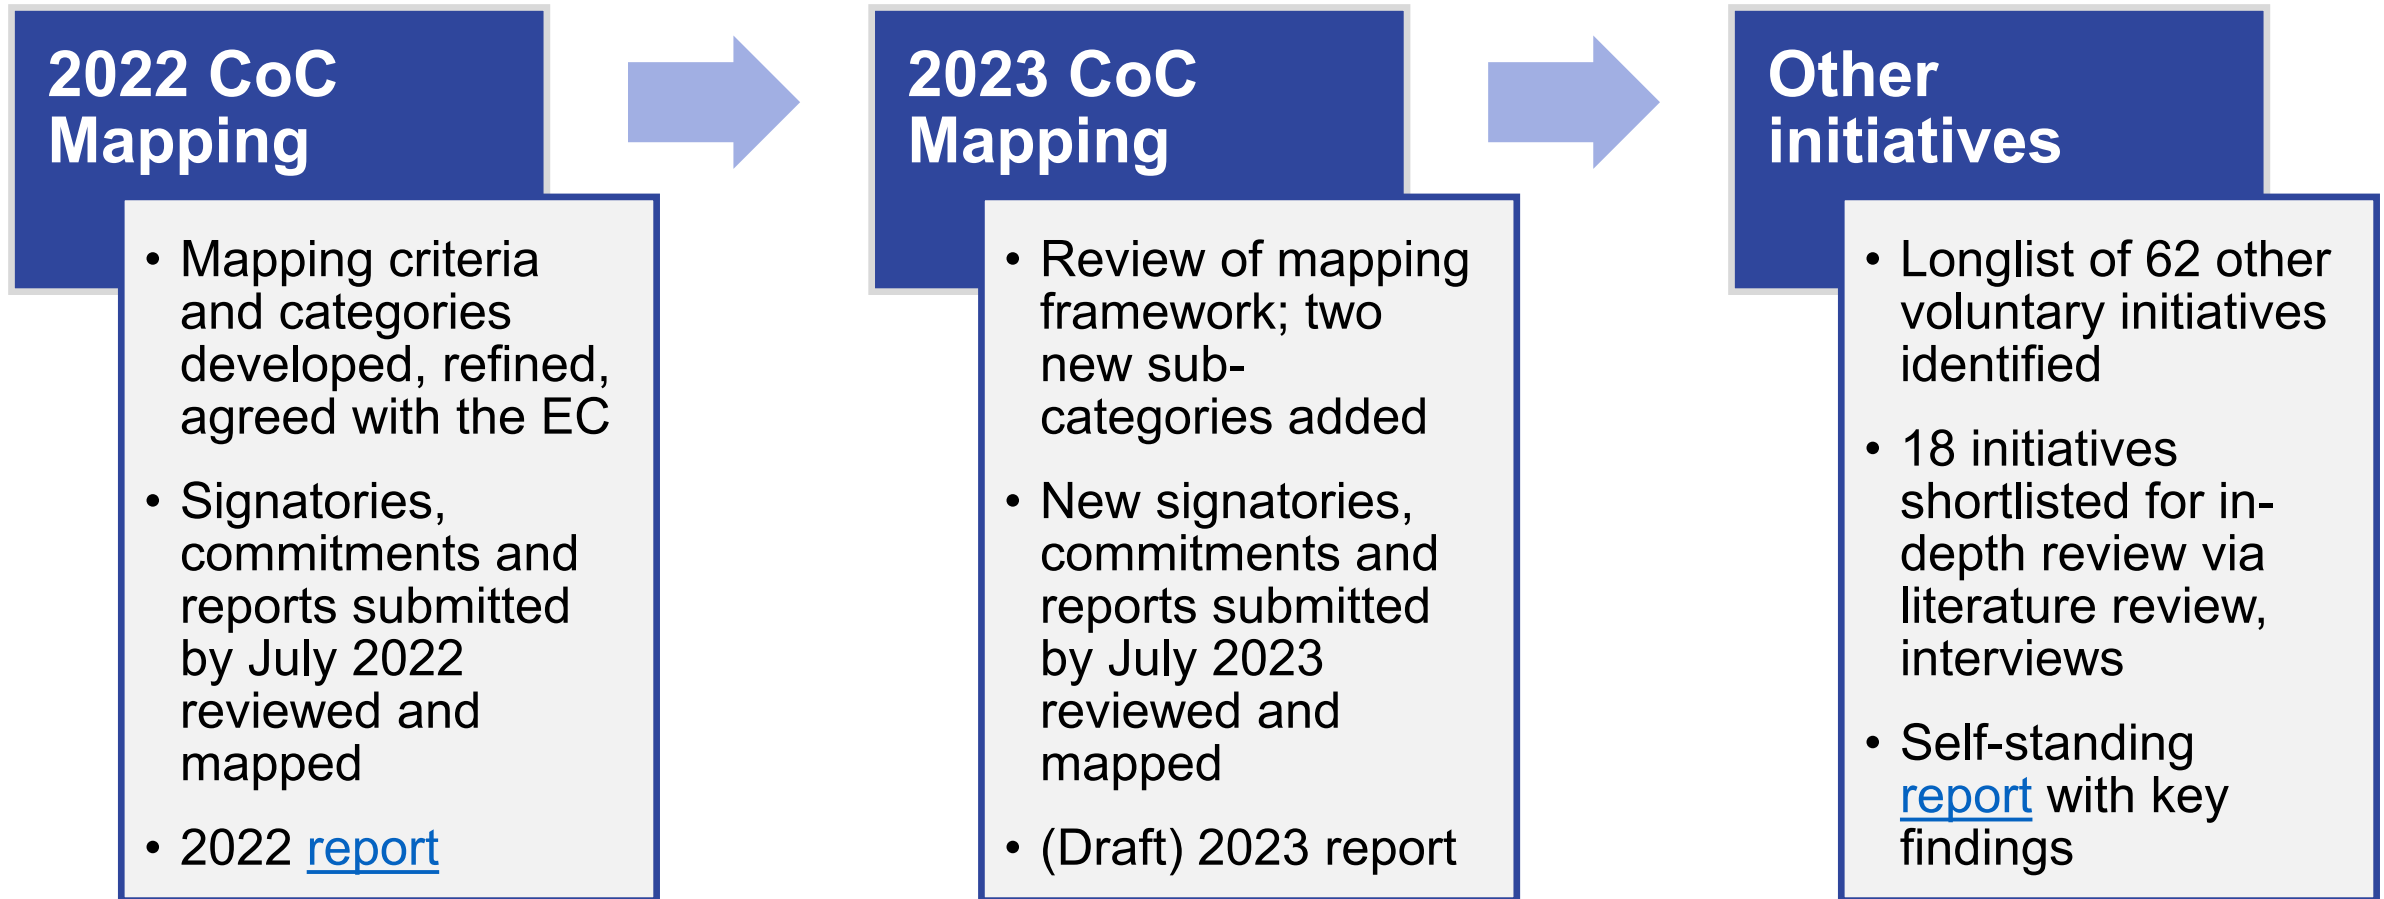 2022 CoC
Mapping
• Mapping criteria
and categories
developed, refined,
agreed with the EC
• Signatories,
commitments and
reports submitted
by July 2022
reviewed and
mapped
• 2022 report
2023 CoC
Mapping
• Review of mapping
framework; two
new sub-
categories added
• New signatories,
commitments and
reports submitted
by July 2023
reviewed and
mapped
• (Draft) 2023 report
Other
initiatives
• Longlist of 62 other
voluntary initiatives
identified
• 18 initiatives
shortlisted for in-
depth review via
literature review,
interviews
• Self-standing
report with key
findings